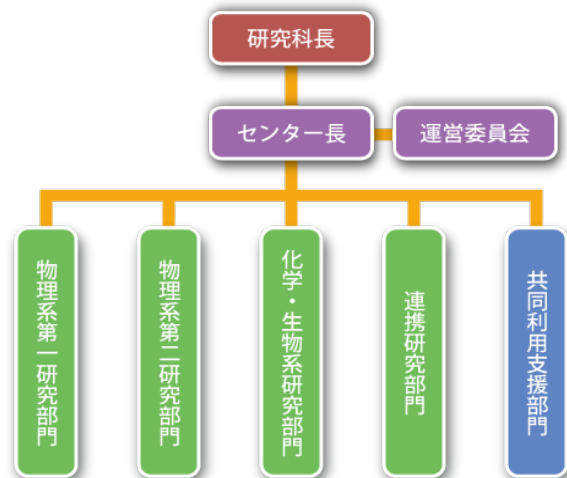 研究科長
センター長
運営委員会
物理系第一研究部門
物理系第二研究部門
化学・生物系研究部門
連携研究部門
共同利用支援部門